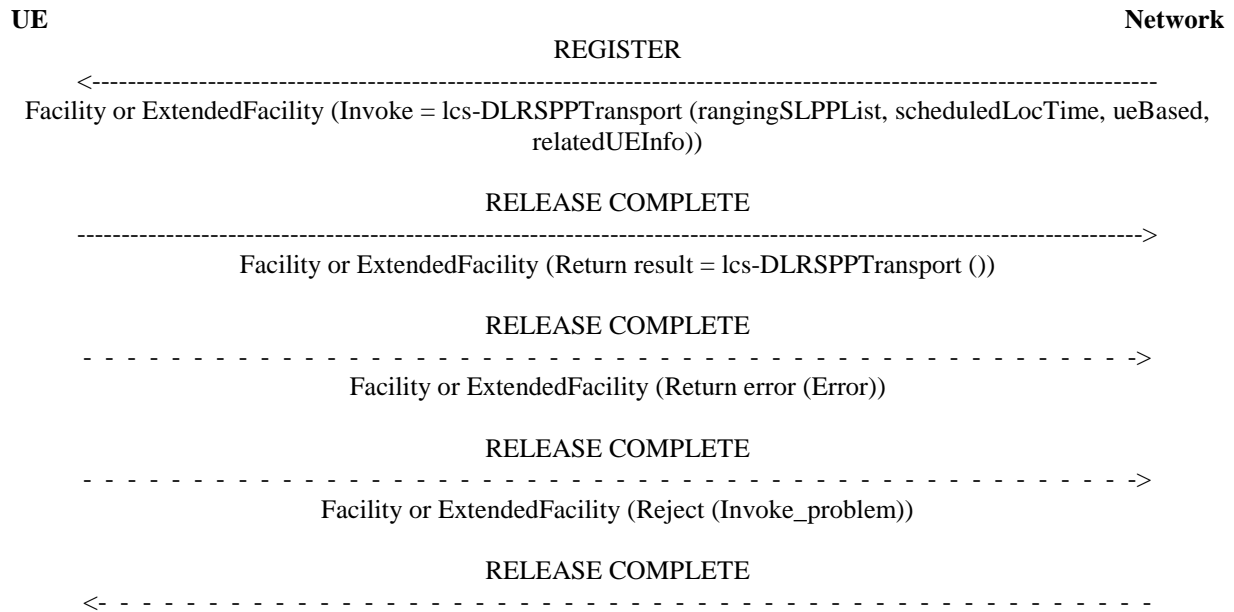 UE Network
REGISTER
<------------------------------------------------------------------------------------------------------------------------
Facility or ExtendedFacility (Invoke = lcs-DLRSPPTransport (rangingSLPPList, scheduledLocTime, ueBased,
relatedUEInfo))
RELEASE COMPLETE
------------------------------------------------------------------------------------------------------------------------>
Facility or ExtendedFacility (Return result = lcs-DLRSPPTransport ())
RELEASE COMPLETE
- - - - - - - - - - - - - - - - - - - - - - - - - - - - - - - - - - - - - - - - - - - - - - - ->
Facility or ExtendedFacility (Return error (Error))
RELEASE COMPLETE
- - - - - - - - - - - - - - - - - - - - - - - - - - - - - - - - - - - - - - - - - - - - - - - ->
Facility or ExtendedFacility (Reject (Invoke_problem))
RELEASE COMPLETE
<- - - - - - - - - - - - - - - - - - - - - - - - - - - - - - - - - - - - - - - - - - - - - - -